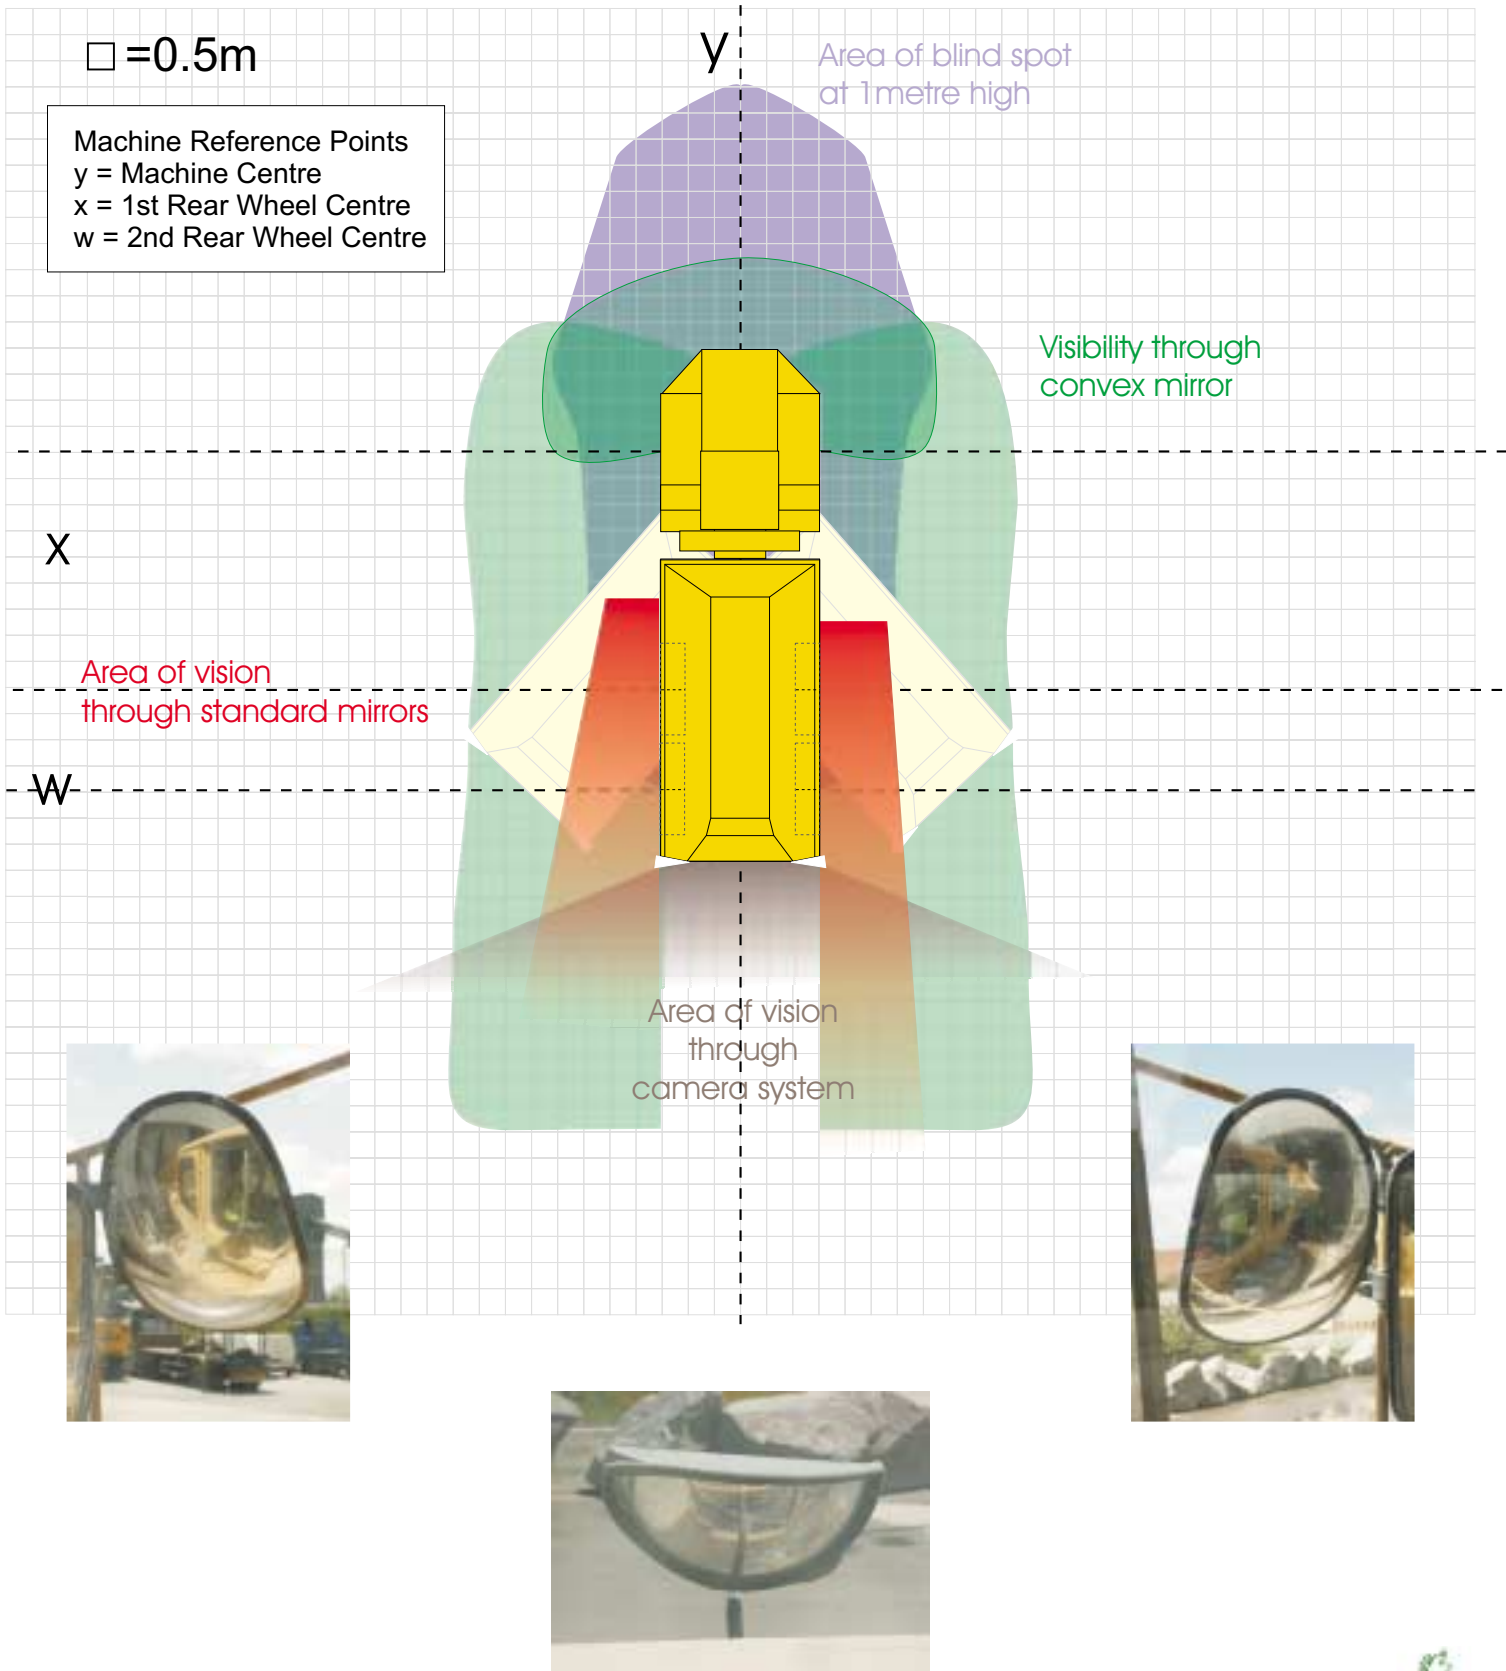 □ =0.5m
y
Area of blind spot
at 1metre high
Machine Reference Points
y = Machine Centre
x = 1st Rear Wheel Centre
w = 2nd Rear Wheel Centre
Visibility through
convex mirror
x
Area of vision
through standard mirrors
w
Area of vision
through
camera system